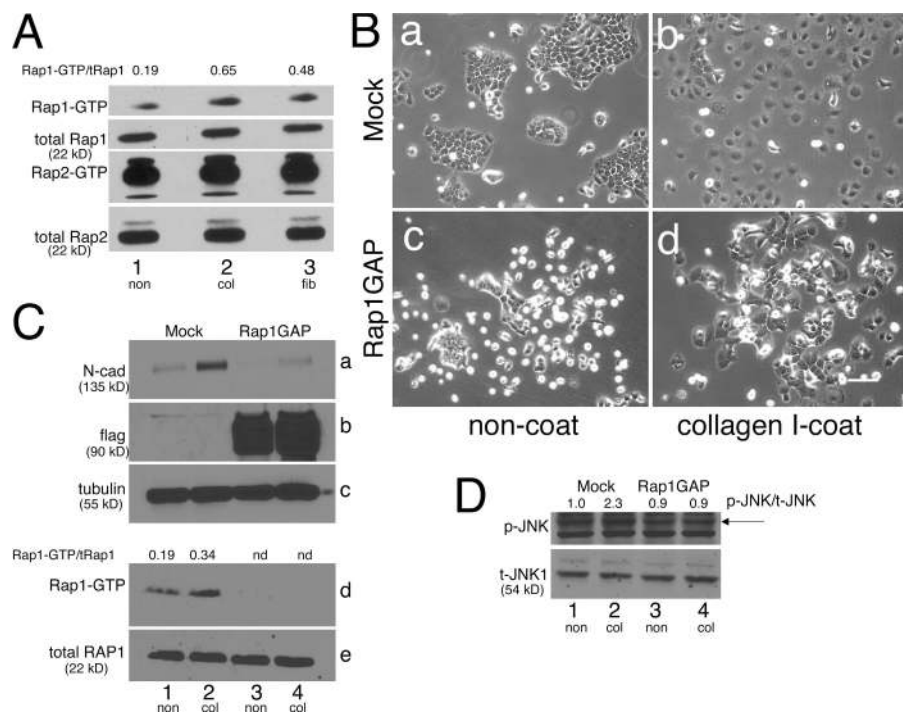 A
Rap1-GTP/tRap1 0.19 0.65 0.48
Rap1-GTP
total Rap1
(22 kD)
Rap2-GTP
total Rap2
(22 kD)
1 2 3
non col fib
B
a b
Mock
c d
Rap1GAP
non-coat collagen I-coat
C
Mock Rap1GAP
N-cad
(135 kD)
a
flag
(90 kD)
b
tubulin
(55 kD)
c
Rap1-GTP/tRap1 0.19 0.34 nd nd
Rap1-GTP
d
total RAP1
(22 kD)
e
1 2 3 4
non col non col
D
Mock Rap1GAP
1.0 2.3 0.9 0.9 p-JNK/t-JNK
p-JNK
t-JNK1
(54 kD)
1 2 3 4
non col non col